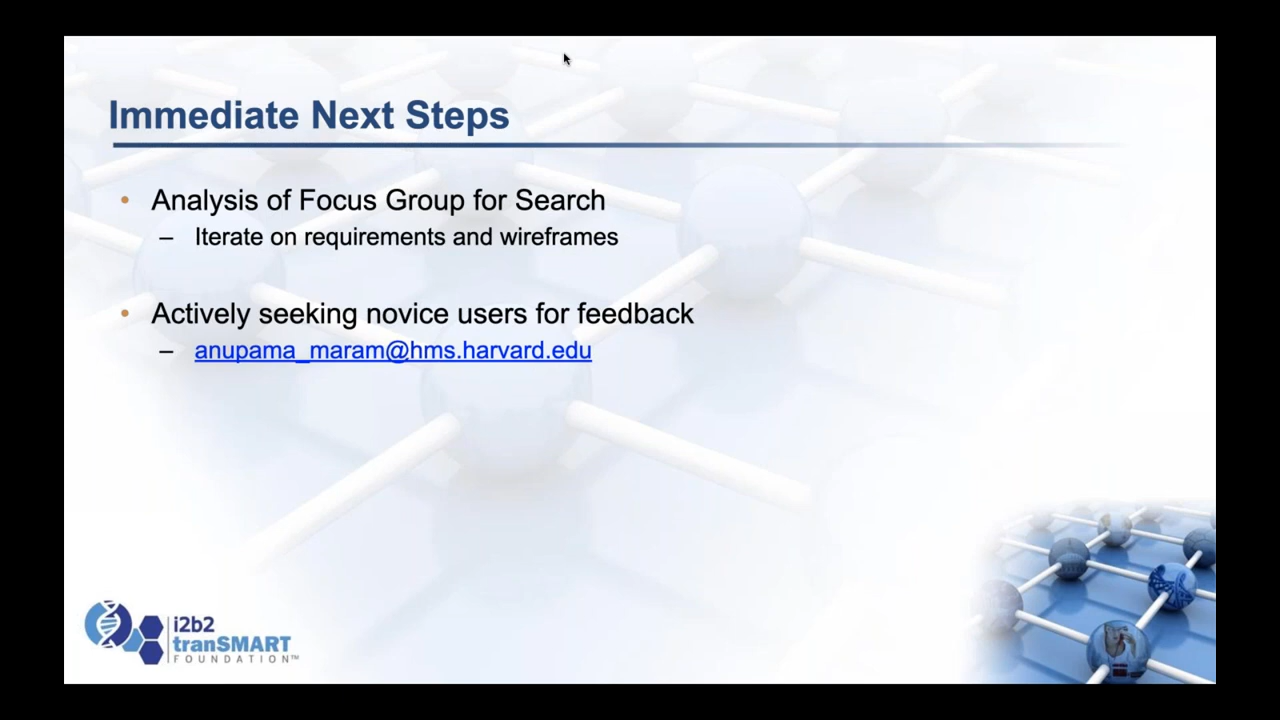 Immediate Next Steps
• Analysis of Focus Group for Search
– Iterate on requirements and wireframes
• Actively seeking novice users for feedback
– anupama_maram@hms.harvard.edu
i2b2
tranSMART
FOUNDATION™